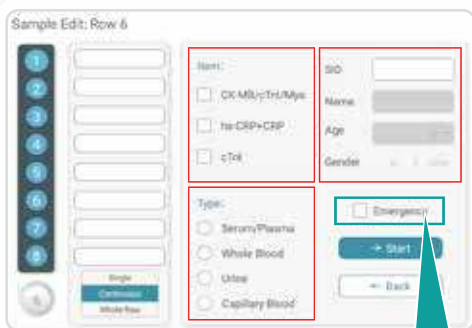 Sample Edit: Row 6
1
2
3
4
5
6
7
8
Single
Continuous
Whole Row
Item:
CK-MB/cTnI/Myo
hs-CRP+CRP
cTnI
Type:
Serum/Plasma
Whole Blood
Urine
Capillary Blood
SID
Name
Age
Gender
Emergency
Start
Back